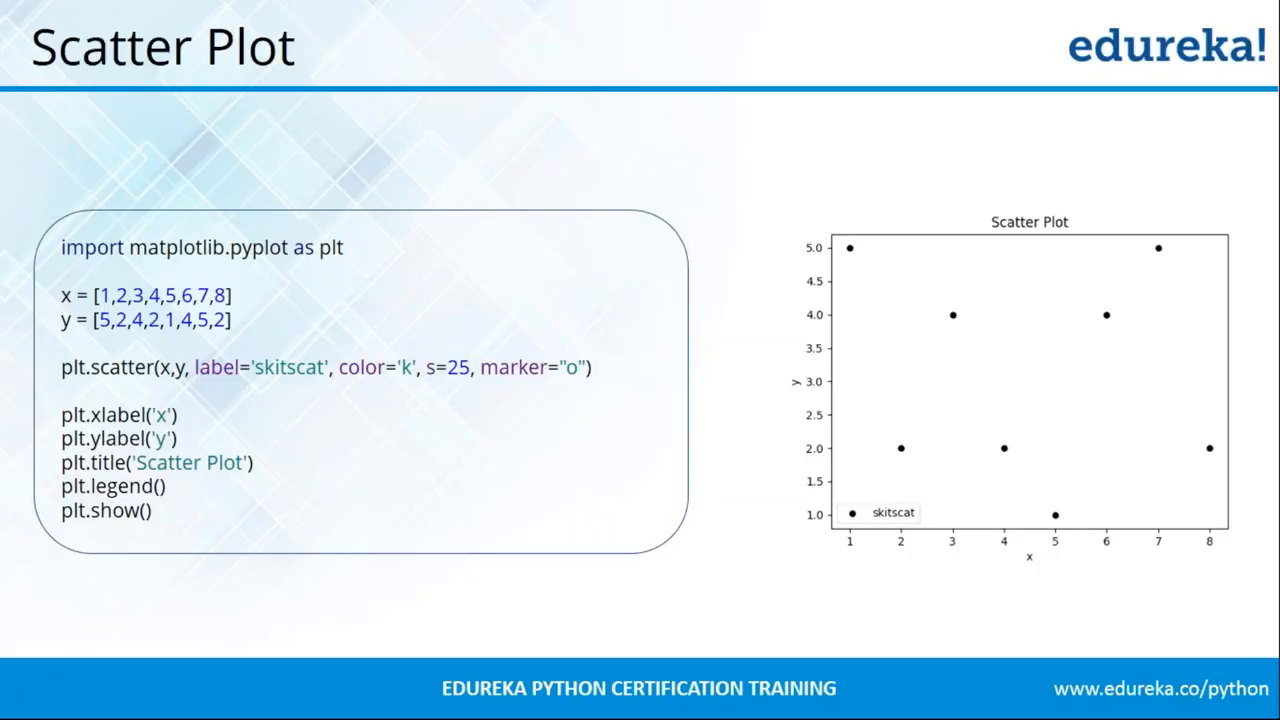 Scatter Plot
edureka!
import matplotlib.pyplot as plt
x = [1,2,3,4,5,6,7,8]
y = [5,2,4,2,1,4,5,2]
plt.scatter(x,y, label='skitscat', color='k', s=25, marker="o")
plt.xlabel('x')
plt.ylabel('y')
plt.title('Scatter Plot')
plt.legend()
plt.show()
Scatter Plot
5.0
4.5
4.0
3.5
3.0
2.5
2.0
1.5
1.0
y
skitscat
1 2 3 4 5 6 7 8
x
EDUREKA PYTHON CERTIFICATION TRAINING
www.edureka.co/python